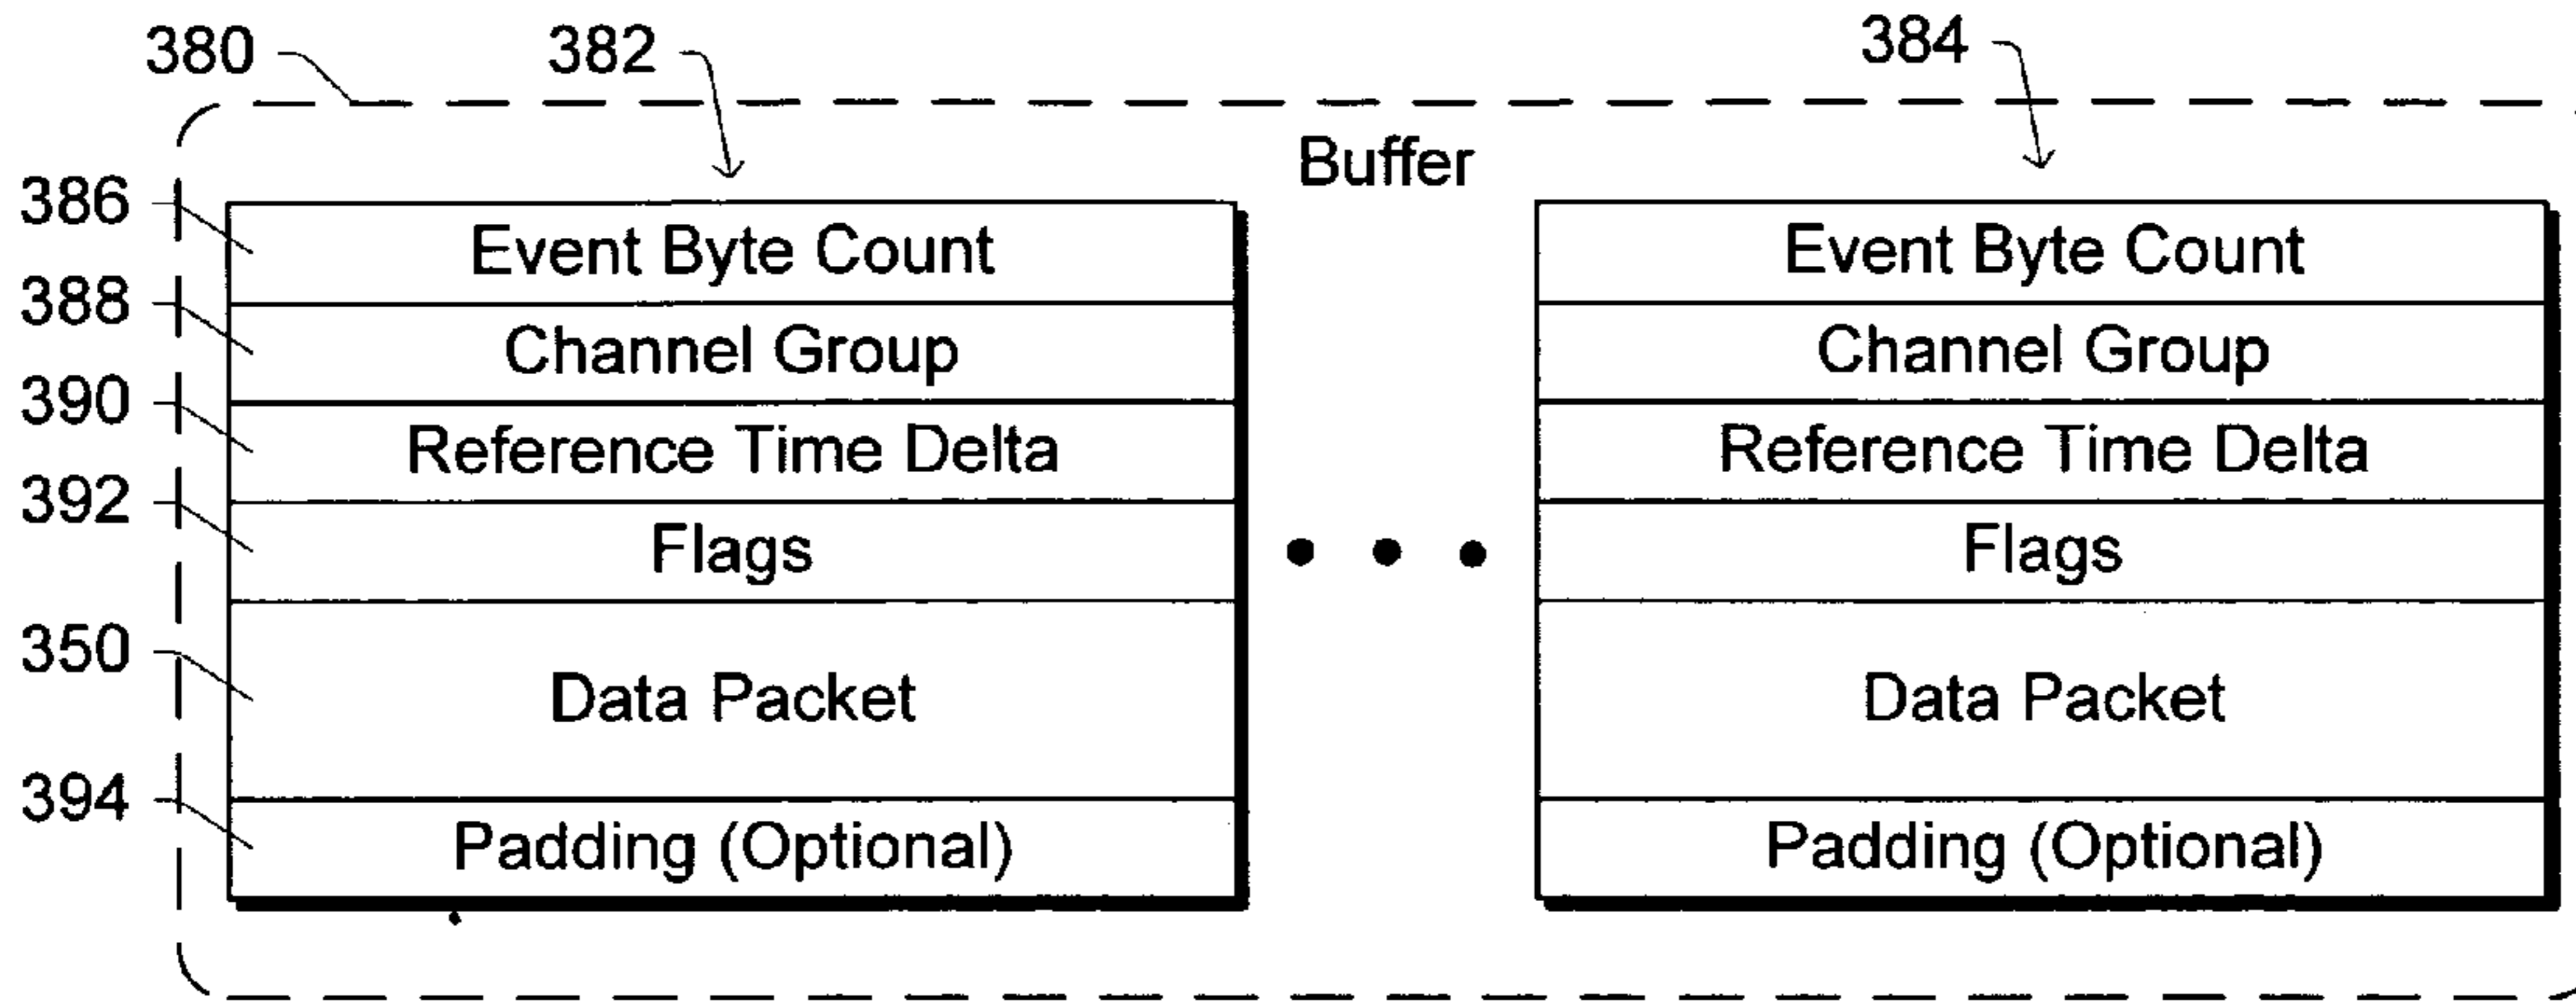 380
382
384
Buffer
386
Event Byte Count
Event Byte Count
388
Channel Group
Channel Group
390
Reference Time Delta
Reference Time Delta
392
Flags
Flags
350
Data Packet
Data Packet
394
Padding (Optional)
Padding (Optional)